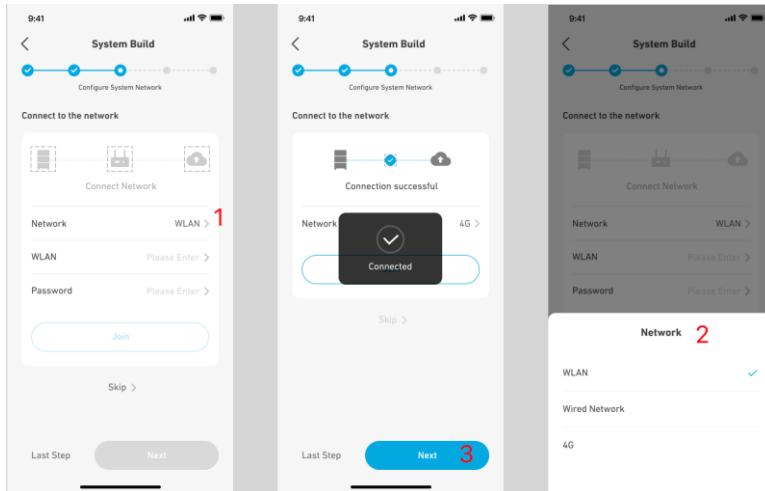 9:41
System Build
Configure System Network
Connect to the network
Connect Network
Network WLAN > 1
WLAN Please Enter >
Password Please Enter >
Join
Skip >
Last Step Next
9:41
System Build
Configure System Network
Connect to the network
Connection successful
Network 4G >
Connected
Skip >
Last Step Next 3
9:41
System Build
Configure System Network
Connect to the network
Connect Network
Network WLAN >
WLAN Please Enter >
Password Please Enter >
Network 2
WLAN
Wired Network
4G